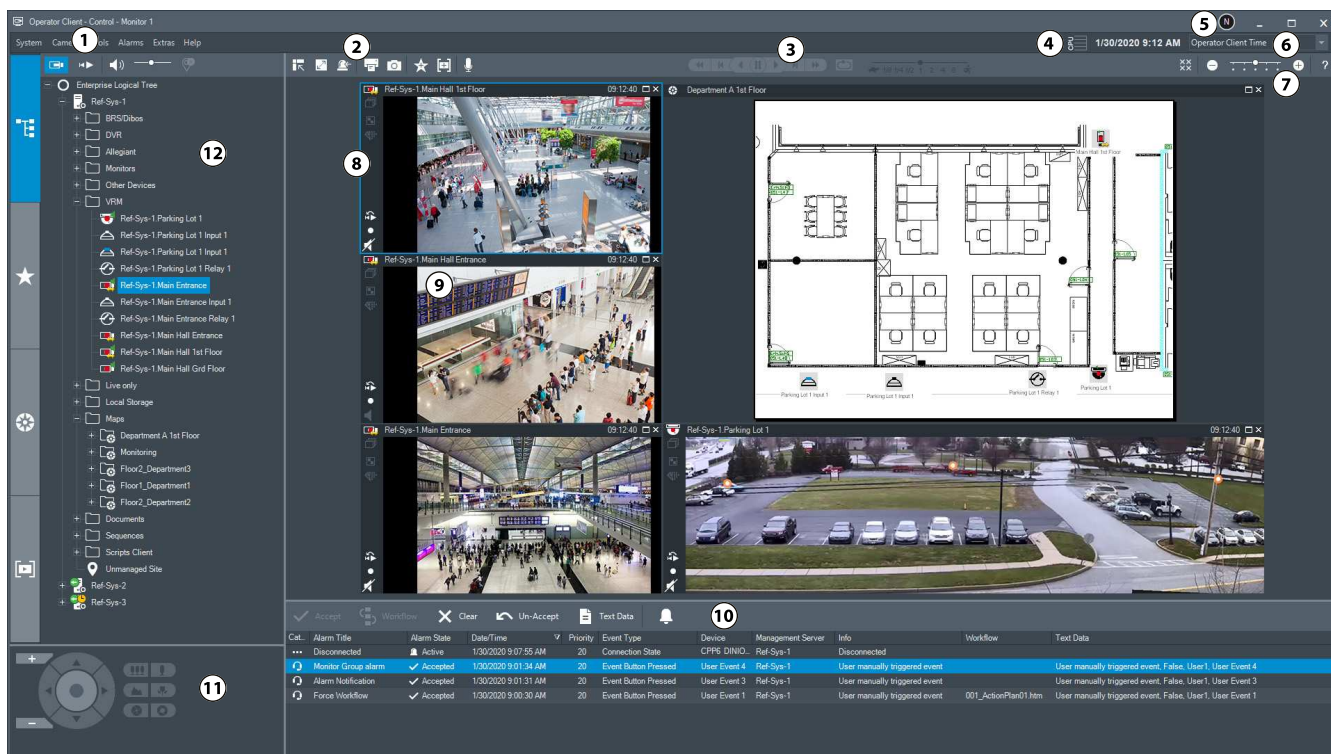 Operator Client - Control - Monitor 1
5
N
System Came 1 ols Alarms Extras Help
2
3
4
CPU
1/30/2020 9:12 AM
Operator Client Time
6
?
7
Enterprise Logical Tree
Ref-Sys-1
BRS/Dibos
DVR
Allegiant
Monitors
Other Devices
VRM
Ref-Sys-1.Parking Lot 1
Ref-Sys-1.Parking Lot 1 Input 1
Ref-Sys-1.Parking Lot 1 Input 1
Ref-Sys-1.Parking Lot 1 Relay 1
Ref-Sys-1.Main Entrance
Ref-Sys-1.Main Entrance Input 1
Ref-Sys-1.Main Entrance Relay 1
Ref-Sys-1.Main Hall Entrance
Ref-Sys-1.Main Hall 1st Floor
Ref-Sys-1.Main Hall Grd Floor
Live only
Local Storage
Maps
Department A 1st Floor
Monitoring
Floor2_Department3
Floor1_Department1
Floor2_Department2
Documents
Sequences
Scripts Client
Unmanaged Site
Ref-Sys-2
Ref-Sys-3
12
Ref-Sys-1.Main Hall 1st Floor 09:12:40
8
Ref-Sys-1.Main Hall Entrance 09:12:40
9
Ref-Sys-1.Main Entrance 09:12:40
Department A 1st Floor
Main Hall 1st Floor
Parking Lot 1 Input 1
Parking Lot 1 Input 1
Parking Lot 1 Relay 1
Parking Lot 1
Ref-Sys-1.Parking Lot 1 09:12:40
Accept Workflow Clear Un-Accept Text Data
10
Cat... Alarm Title Alarm State Date/Time Priority Event Type Device Management Server Info Workflow Text Data
Disconnected Active 1/30/2020 9:07:55 AM 20 Connection State CPP6 DINIO... Ref-Sys-1 Disconnected
Monitor Group alarm Accepted 1/30/2020 9:01:34 AM 20 Event Button Pressed User Event 4 Ref-Sys-1 User manually triggered event User manually triggered event, False, User1, User Event 4
Alarm Notification Accepted 1/30/2020 9:01:31 AM 20 Event Button Pressed User Event 3 Ref-Sys-1 User manually triggered event User manually triggered event, False, User1, User Event 3
Force Workflow Accepted 1/30/2020 9:00:30 AM 20 Event Button Pressed User Event 1 Ref-Sys-1 User manually triggered event 001_ActionPlan01.htm User manually triggered event, False, User1, User Event 1
11